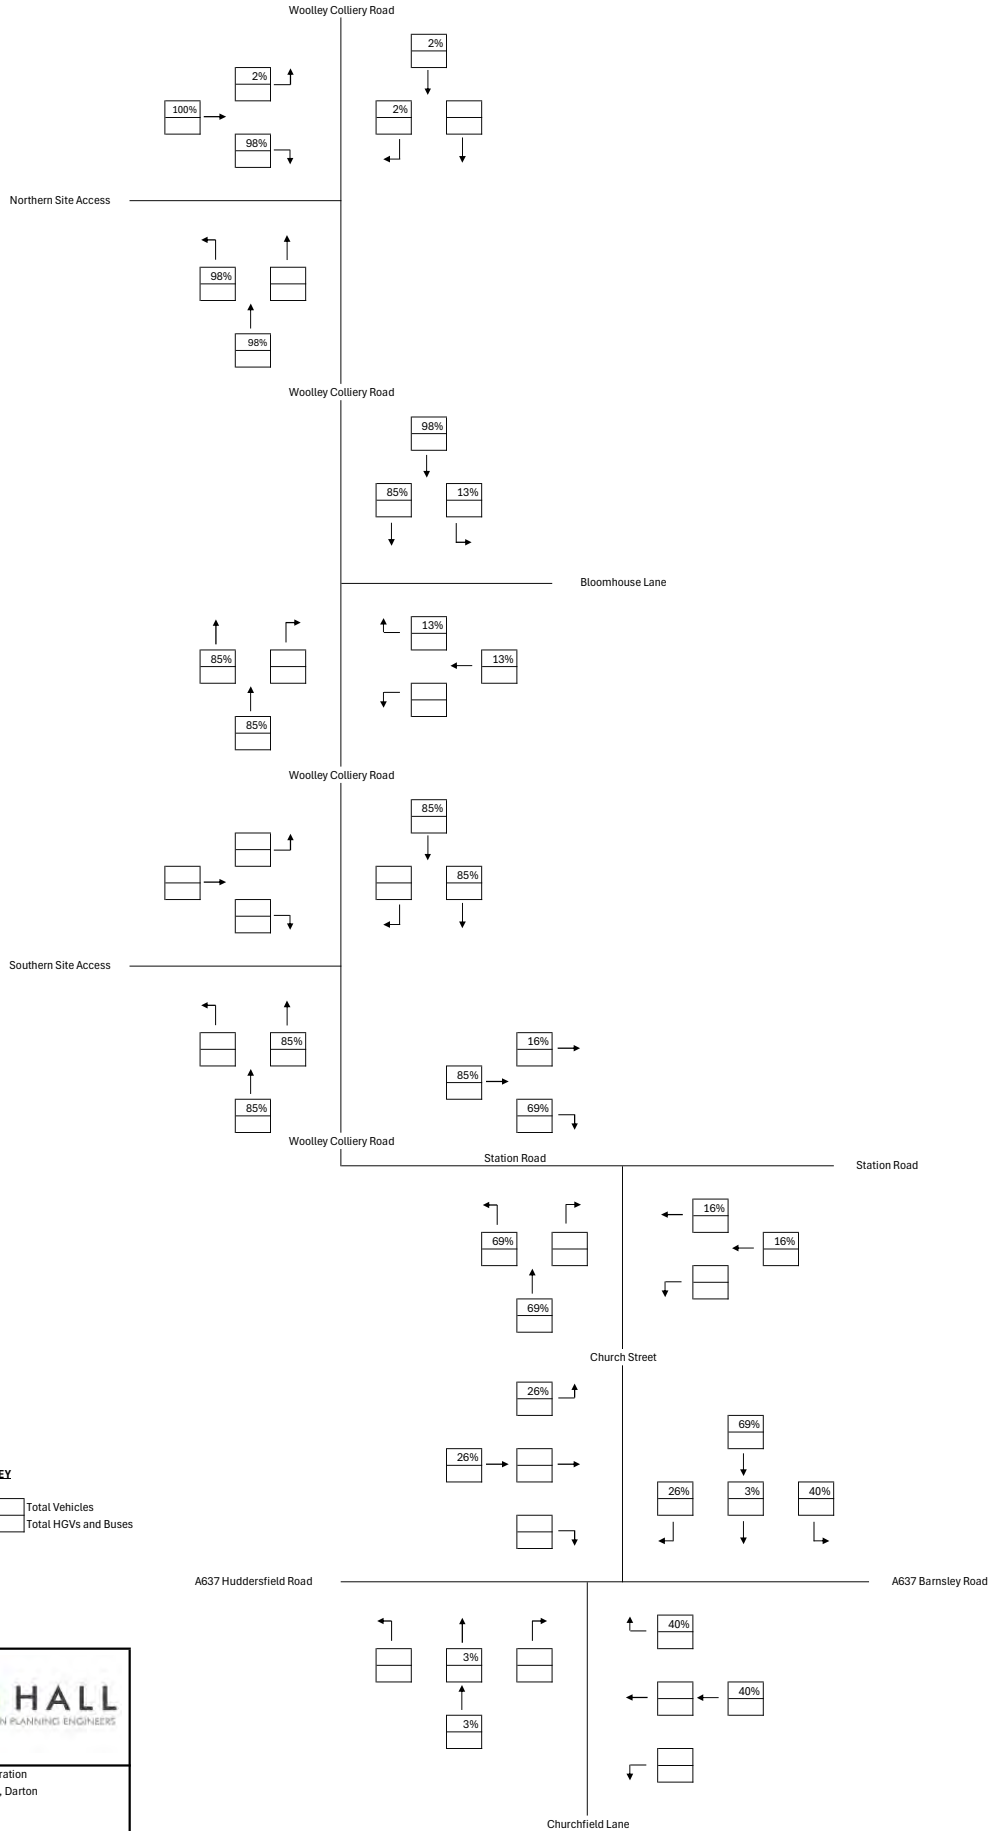 Woolley Colliery Road
2%
2%
100%
2%
98%
Northern Site Access
98%
98%
Woolley Colliery Road
98%
85% 13%
Bloomhouse Lane
13%
85% 13%
85%
Woolley Colliery Road
85%
85%
Southern Site Access
85% 16%
85%
85% 69%
Woolley Colliery Road
Station Road
Station Road
16%
69% 16%
69%
Church Street
26%
69%
26%
26% 3% 40%
EY
Total Vehicles
Total HGVs and Buses
A637 Huddersfield Road A637 Barnsley Road
40%
3%
40%
3%
HALL
N PLANNING ENGINEERS
ration
, Darton
Churchfield Lane